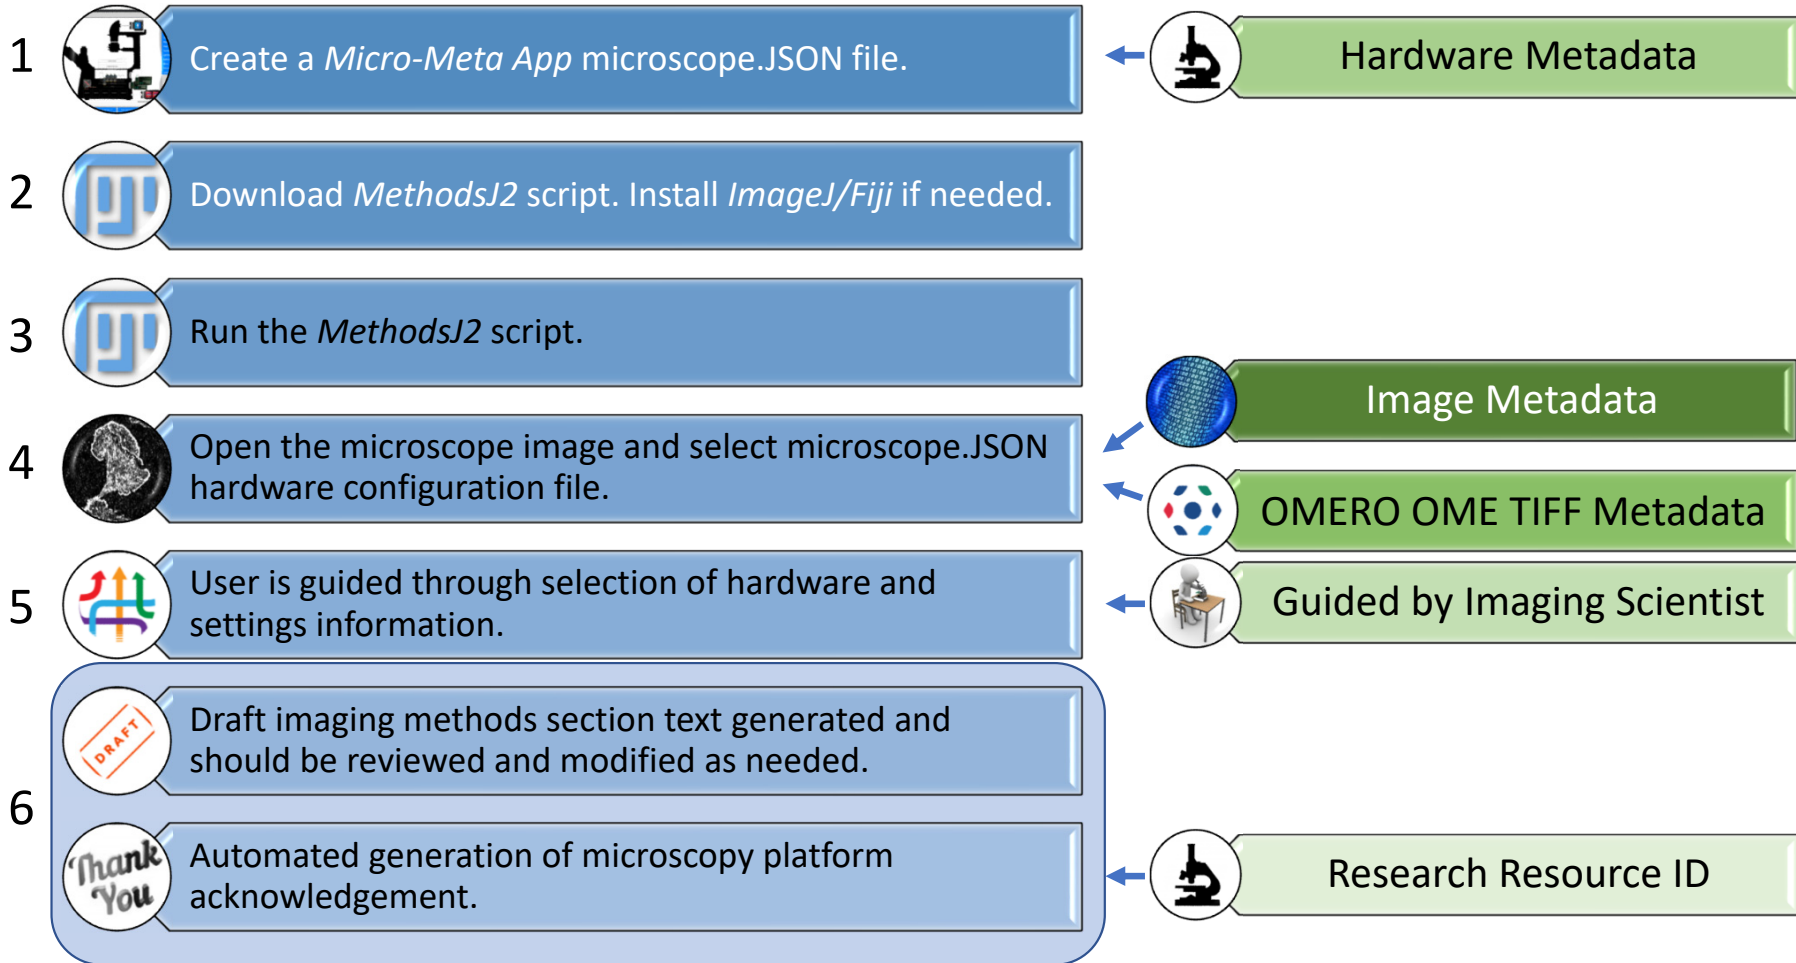 1
Create a Micro-Meta App microscope.JSON file.
Hardware Metadata
2
Download MethodsJ2 script. Install ImageJ/Fiji if needed.
3
Run the MethodsJ2 script.
4
Open the microscope image and select microscope.JSON
hardware configuration file.
Image Metadata
OMERO OME TIFF Metadata
5
User is guided through selection of hardware and
settings information.
Guided by Imaging Scientist
6
DRAFT
Draft imaging methods section text generated and
should be reviewed and modified as needed.
Thank
You
Automated generation of microscopy platform
acknowledgement.
Research Resource ID